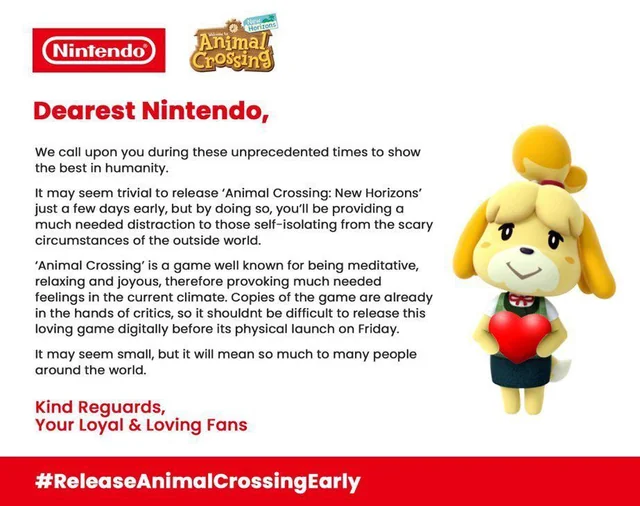 Nintendo®
Welcome to
New Horizons
Animal
Crossing
Dearest Nintendo,
We call upon you during these unprecedented times to show
the best in humanity.
It may seem trivial to release ‘Animal Crossing: New Horizons’
just a few days early, but by doing so, you’ll be providing a
much needed distraction to those self-isolating from the scary
circumstances of the outside world.
‘Animal Crossing’ is a game well known for being meditative,
relaxing and joyous, therefore provoking much needed
feelings in the current climate. Copies of the game are already
in the hands of critics, so it shouldnt be difficult to release this
loving game digitally before its physical launch on Friday.
It may seem small, but it will mean so much to many people
around the world.
Kind Reguards,
Your Loyal & Loving Fans
#ReleaseAnimalCrossingEarly